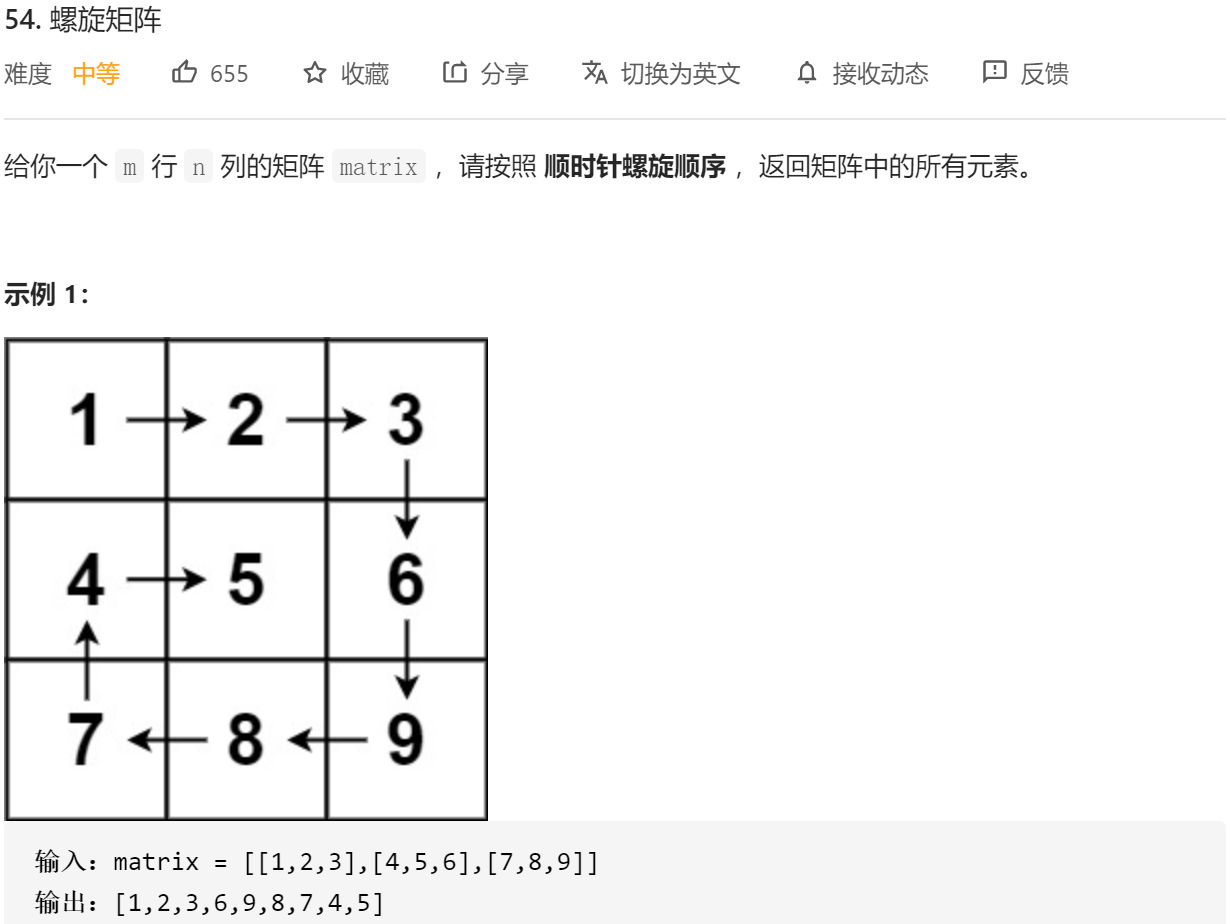 54. 螺旋矩阵
难度 中等 655 收藏 分享 切换为英文 接收动态 反馈
给你一个 m 行 n 列的矩阵 matrix ，请按照 顺时针螺旋顺序 ，返回矩阵中的所有元素。
示例 1：
1 2 3
4 5 6
7 8 9
输入：matrix = [[1,2,3],[4,5,6],[7,8,9]]
输出：[1,2,3,6,9,8,7,4,5]